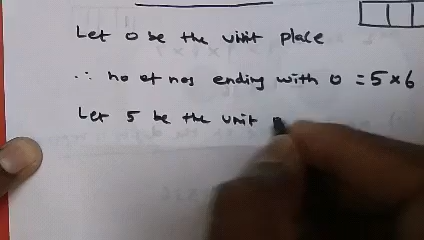 Let 0 be the unit place
∴ no of nos ending with 0 = 5×6
Let 5 be the unit